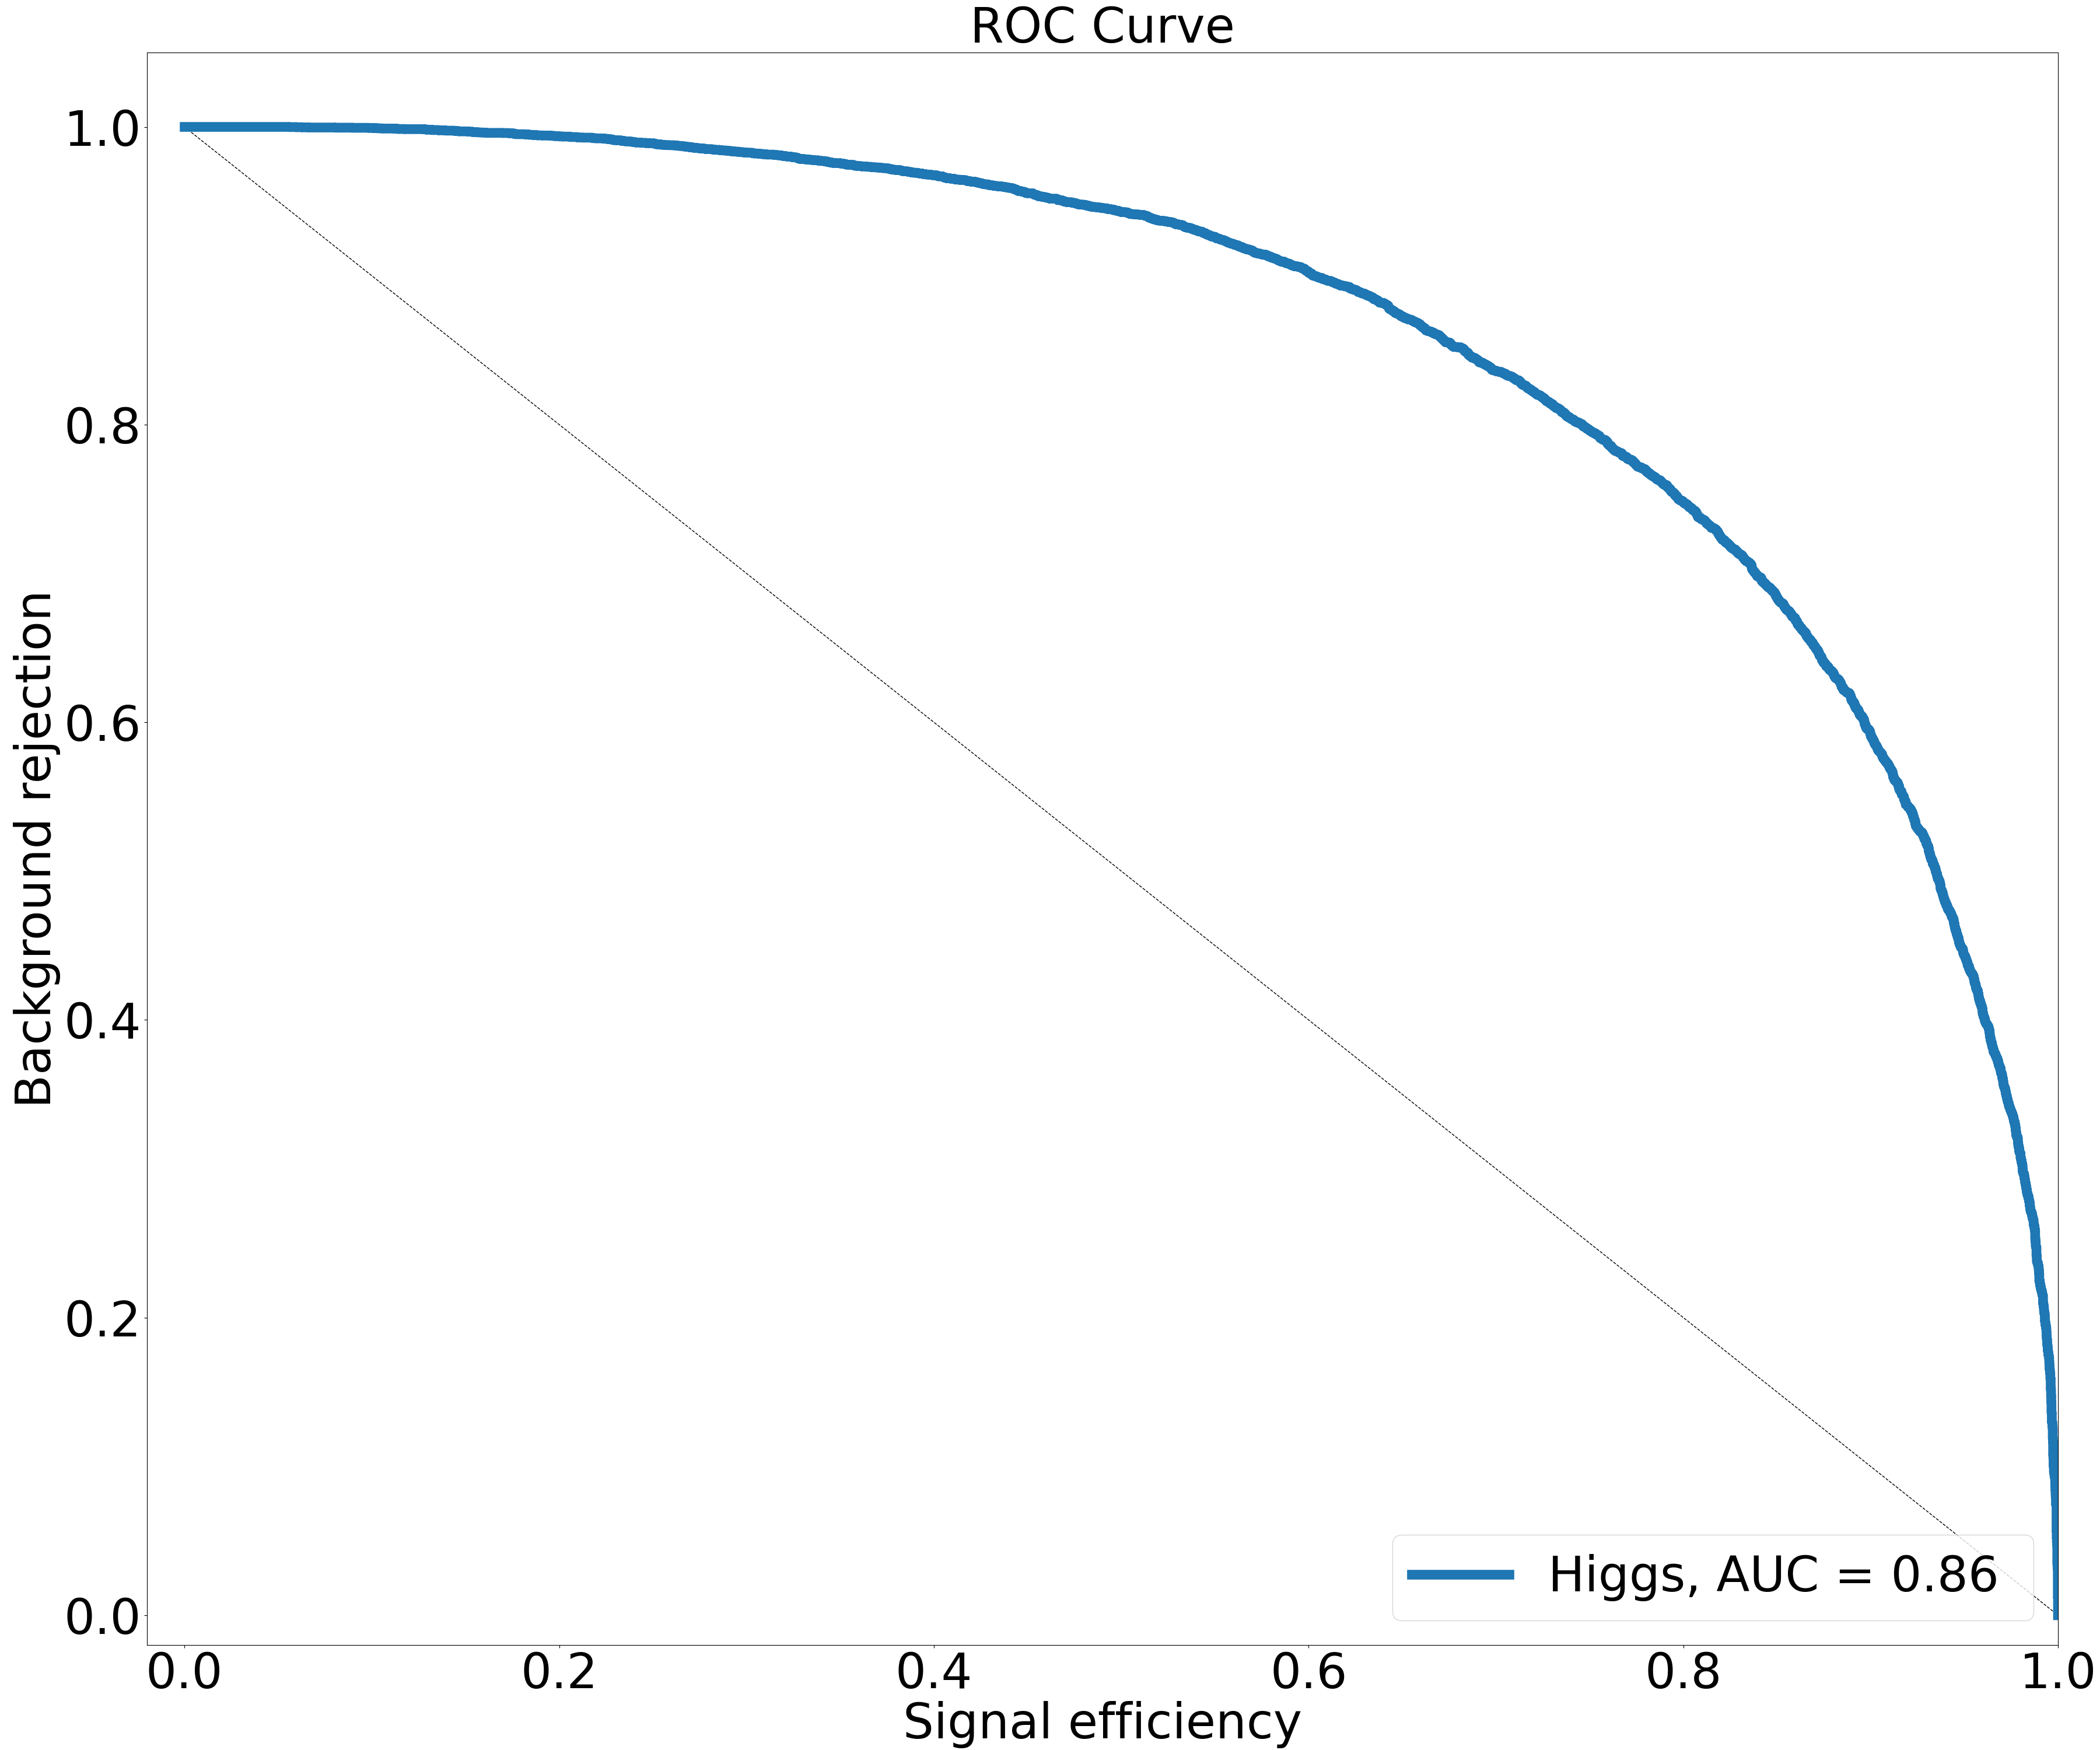 ROC Curve
1.0
0.8
0.6
0.4
0.2
0.0
Background rejection
Higgs, AUC = 0.86
0.0 0.2 0.4 0.6 0.8 1.0
Signal efficiency